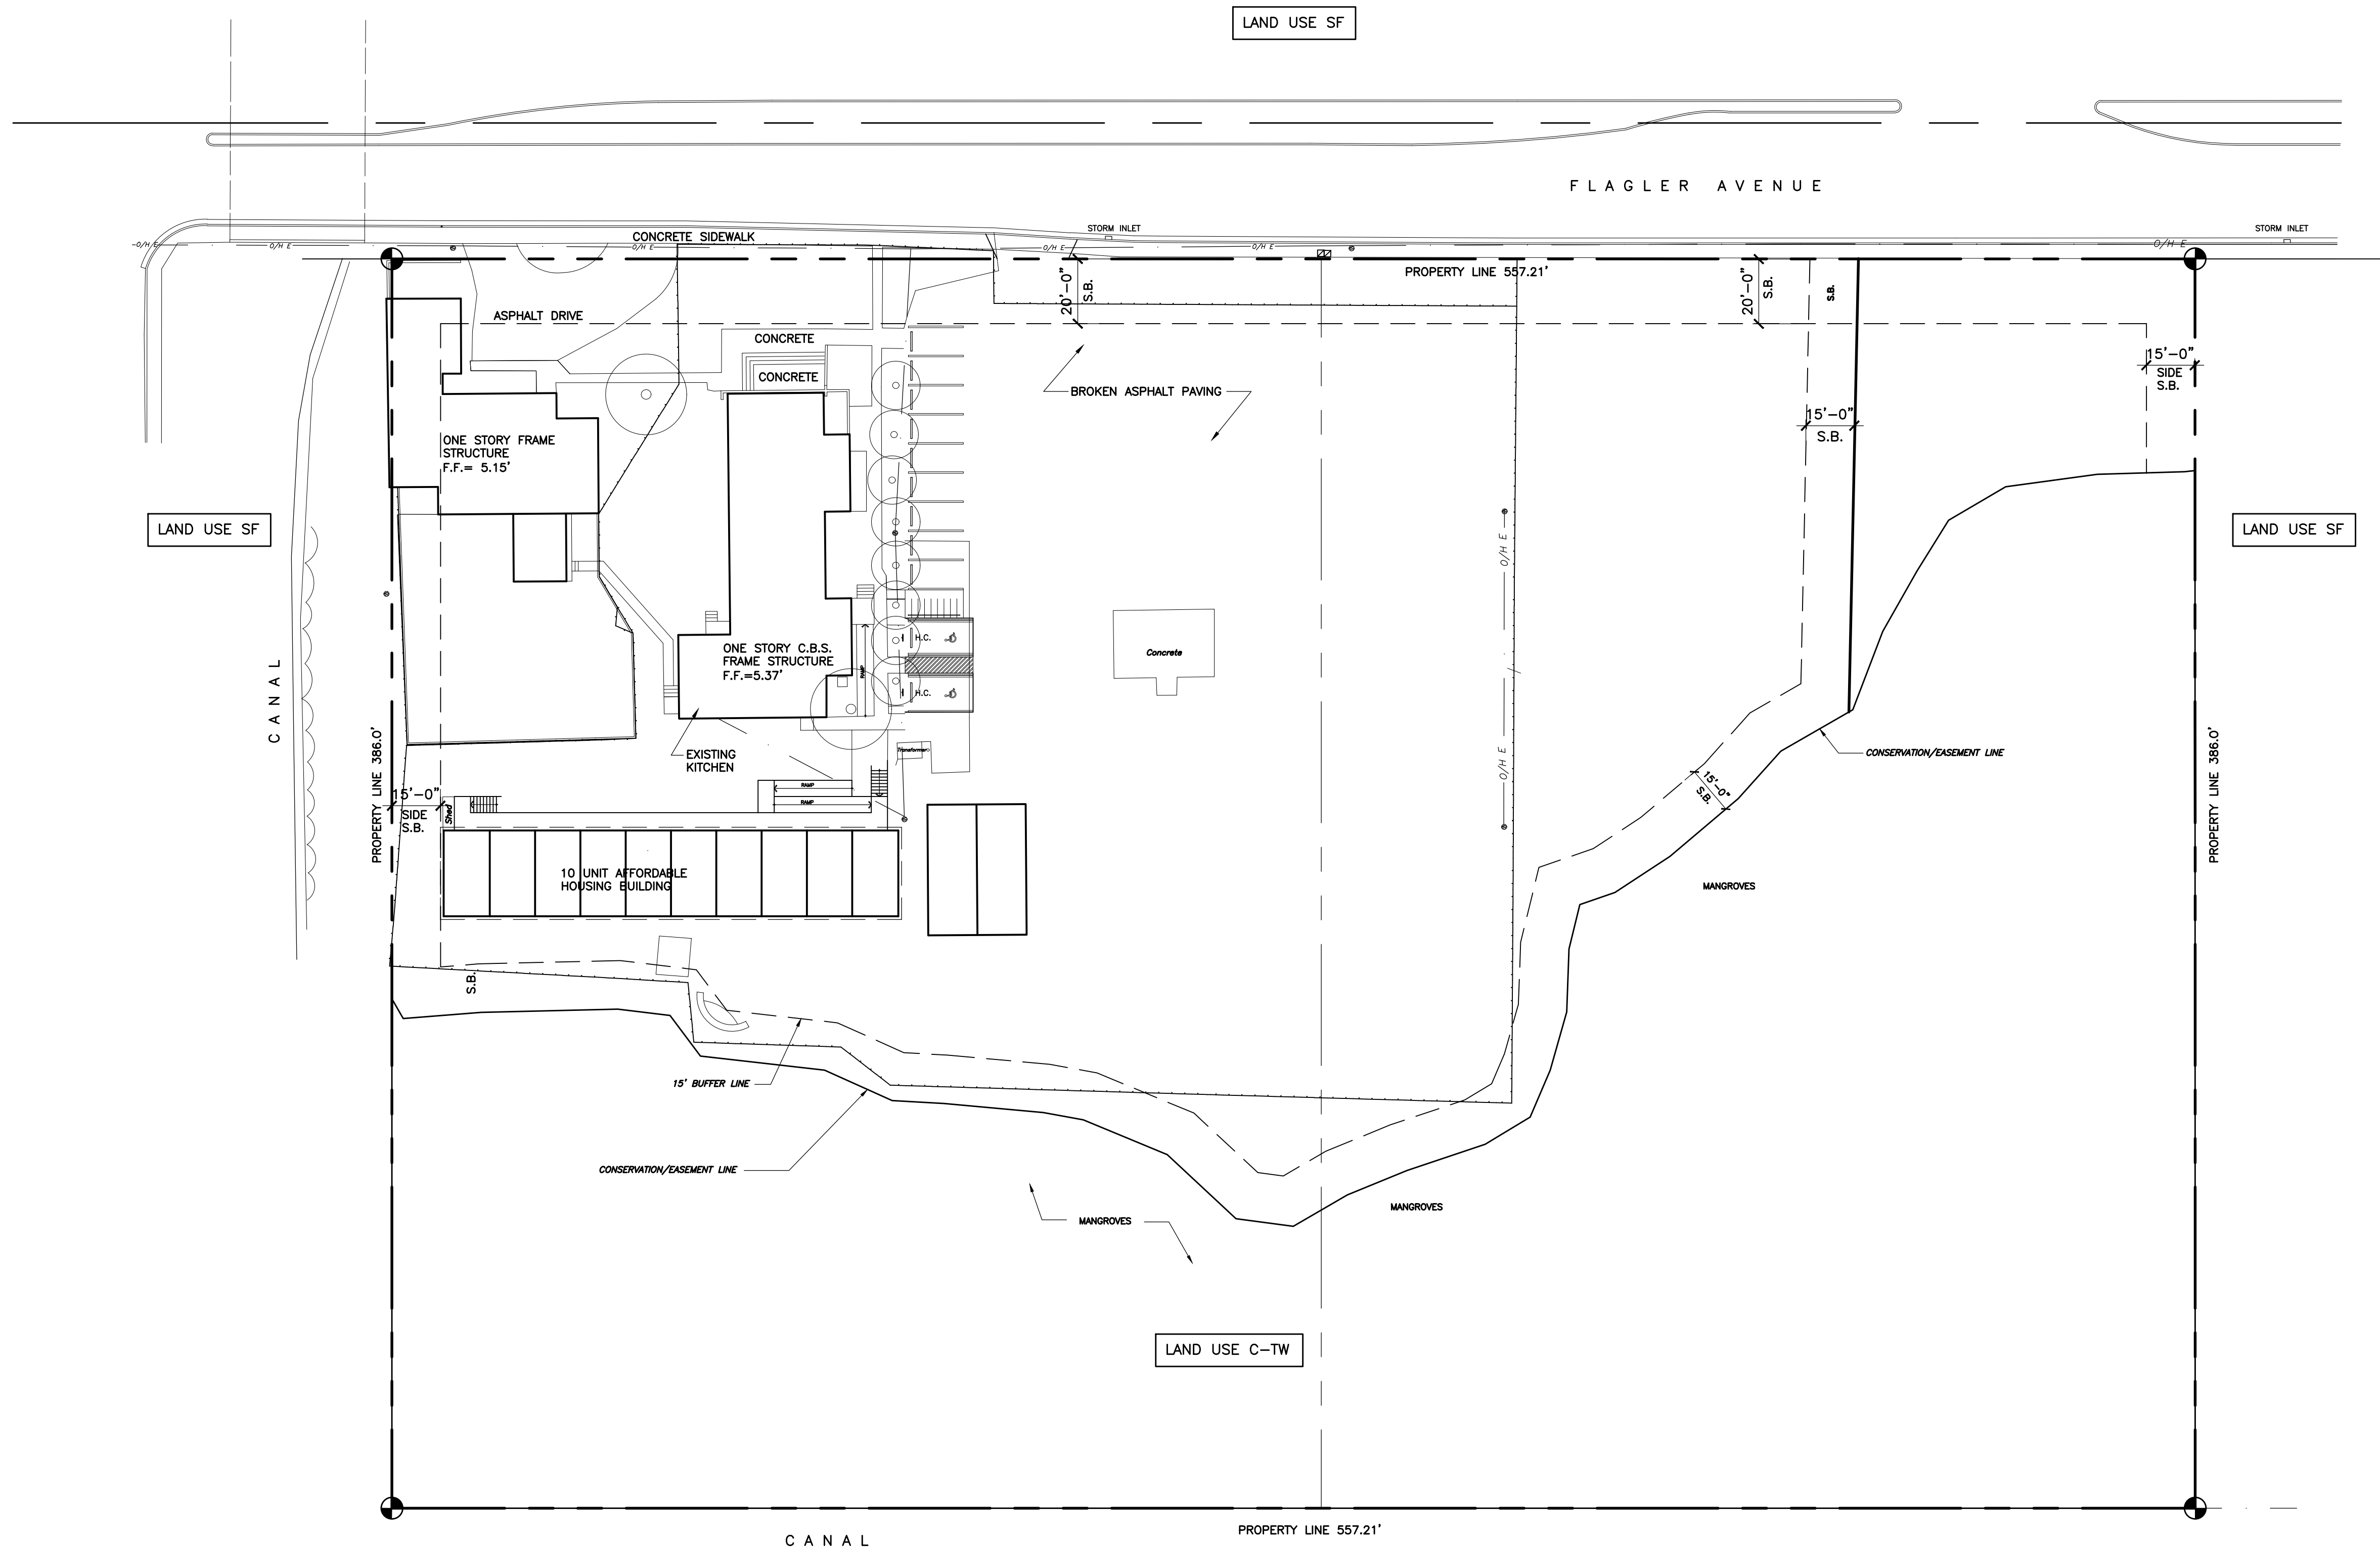 LAND USE SF
F L A G L E R   A V E N U E
STORM INLET
STORM INLET
CONCRETE SIDEWALK
O/H E
O/H E
O/H E
O/H E
O/H E
O/H E
PROPERTY LINE 557.21'
20'-0"
S.B.
20'-0"
S.B.
S.B.
ASPHALT DRIVE
CONCRETE
CONCRETE
15'-0"
SIDE
S.B.
BROKEN ASPHALT PAVING
15'-0"
S.B.
ONE STORY FRAME
STRUCTURE
F.F.= 5.15'
LAND USE SF
LAND USE SF
O/H E
C A N A L
ONE STORY C.B.S.
FRAME STRUCTURE
F.F.=5.37'
RAMP
H.C.
H.C.
Concrete
EXISTING
KITCHEN
Transformer
O/H E
CONSERVATION/EASEMENT LINE
15'-0"
S.B.
PROPERTY LINE 386.0'
PROPERTY LINE 386.0'
15'-0"
SIDE
S.B.
Shed
RAMP
RAMP
10 UNIT AFFORDABLE
HOUSING BUILDING
MANGROVES
S.B.
15' BUFFER LINE
CONSERVATION/EASEMENT LINE
MANGROVES
MANGROVES
LAND USE C-TW
PROPERTY LINE 557.21'
C A N A L